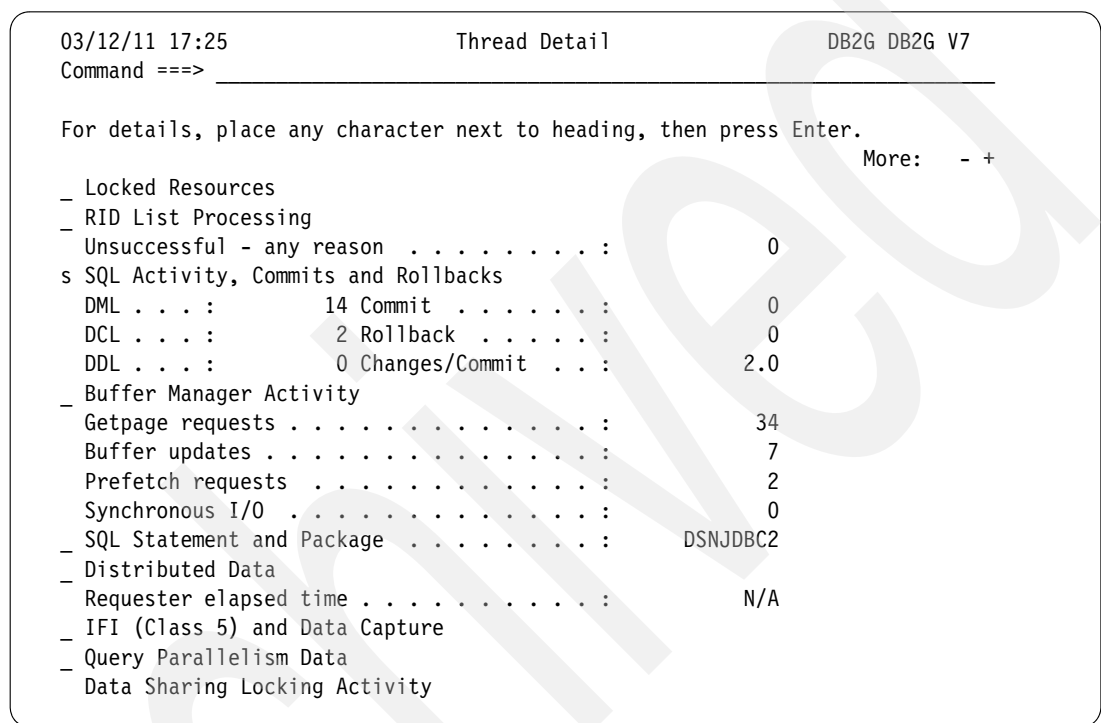 03/12/11 17:25 Thread Detail DB2G DB2G V7
Command ===> _________________________________________________________________
For details, place any character next to heading, then press Enter.
More: - +
_ Locked Resources
_ RID List Processing
Unsuccessful - any reason . . . . . . . . . : 0
s SQL Activity, Commits and Rollbacks
DML . . . : 14 Commit . . . . . . : 0
DCL . . . : 2 Rollback . . . . . : 0
DDL . . . : 0 Changes/Commit . . : 2.0
_ Buffer Manager Activity
Getpage requests . . . . . . . . . . . . . . : 34
Buffer updates . . . . . . . . . . . . . . . : 7
Prefetch requests . . . . . . . . . . . . . : 2
Synchronous I/O . . . . . . . . . . . . . . : 0
_ SQL Statement and Package . . . . . . . . . : DSNJDBC2
_ Distributed Data
Requester elapsed time . . . . . . . . . . . : N/A
_ IFI (Class 5) and Data Capture
_ Query Parallelism Data
Data Sharing Locking Activity